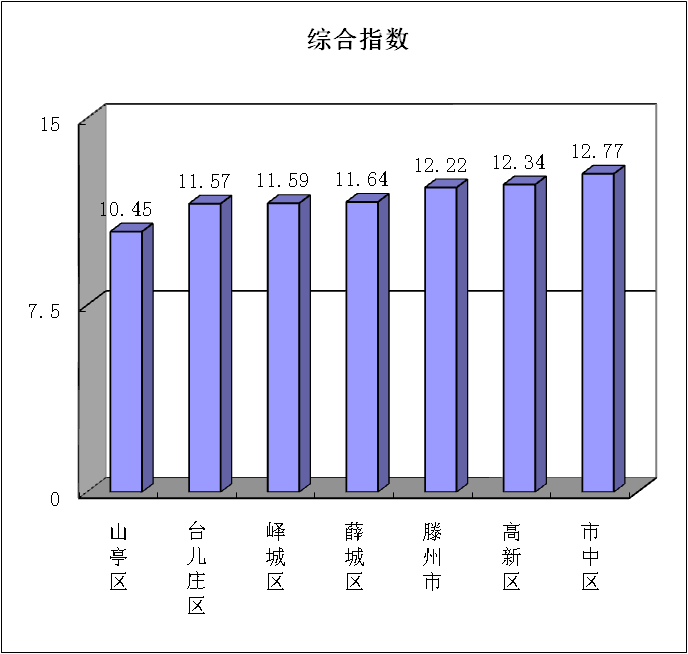 综合指数
15
7.5
0
10.45
11.57
11.59
11.64
12.22
12.34
12.77
山亭区
台儿庄区
峄城区
薛城区
滕州市
高新区
市中区